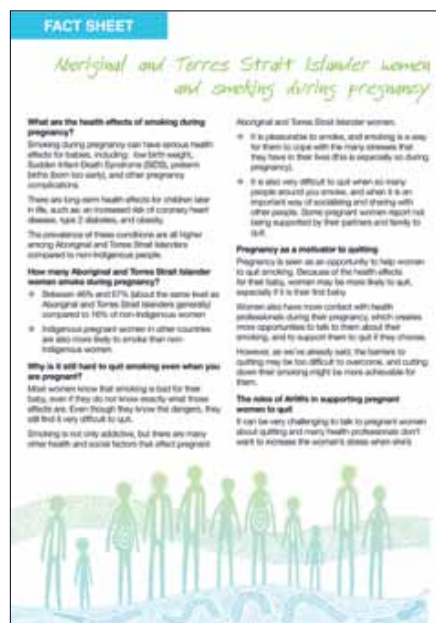 FACT SHEET
Aboriginal and Torres Strait Islander women
and smoking during pregnancy
What are the health effects of smoking during
pregnancy?
Smoking during pregnancy can have serious health
effects for babies, including: low birth weight,
Sudden Infant Death Syndrome (SIDS), preterm
births (born too early), and other pregnancy
complications.
There are long-term health effects for children later
in life, such as: an increased risk of coronary heart
disease, type 2 diabetes, and obesity.
The prevalence of these conditions are all higher
among Aboriginal and Torres Strait Islanders
compared to non-Indigenous people.
How many Aboriginal and Torres Strait Islander
women smoke during pregnancy?
Between 46% and 57% (about the same level as
Aboriginal and Torres Strait Islanders generally)
compared to 16% of non-Indigenous women
Indigenous pregnant women in other countries
are also more likely to smoke than non-
Indigenous women.
Why is it still hard to quit smoking even when you
are pregnant?
Most women know that smoking is bad for their
baby, even if they do not know exactly what those
effects are. Even though they know the dangers, they
still find it very difficult to quit.
Smoking is not only addictive, but there are many
other health and social factors that affect pregnant
Aboriginal and Torres Strait Islander women.
It is pleasurable to smoke, and smoking is a way
for them to cope with the many stresses that
they have in their lives (this is especially so during
pregnancy).
It is also very difficult to quit when so many
people around you smoke, and when it is an
important way of socialising and sharing with
other people. Some pregnant women report not
being supported by their partners and family to
quit.
Pregnancy as a motivator to quitting
Pregnancy is seen as an opportunity to help women
to quit smoking. Because of the health effects
for their baby, women may be more likely to quit,
especially if it is their first baby.
Women also have more contact with health
professionals during their pregnancy, which creates
more opportunities to talk to them about their
smoking, and to support them to quit if they choose.
However, as we've already said, the barriers to
quitting may be too difficult to overcome, and cutting
down their smoking might be more achievable for
them.
The roles of AHWs in supporting pregnant
women to quit
It can be very challenging to talk to pregnant women
about quitting and many health professionals don't
want to increase the woman's stress when she's